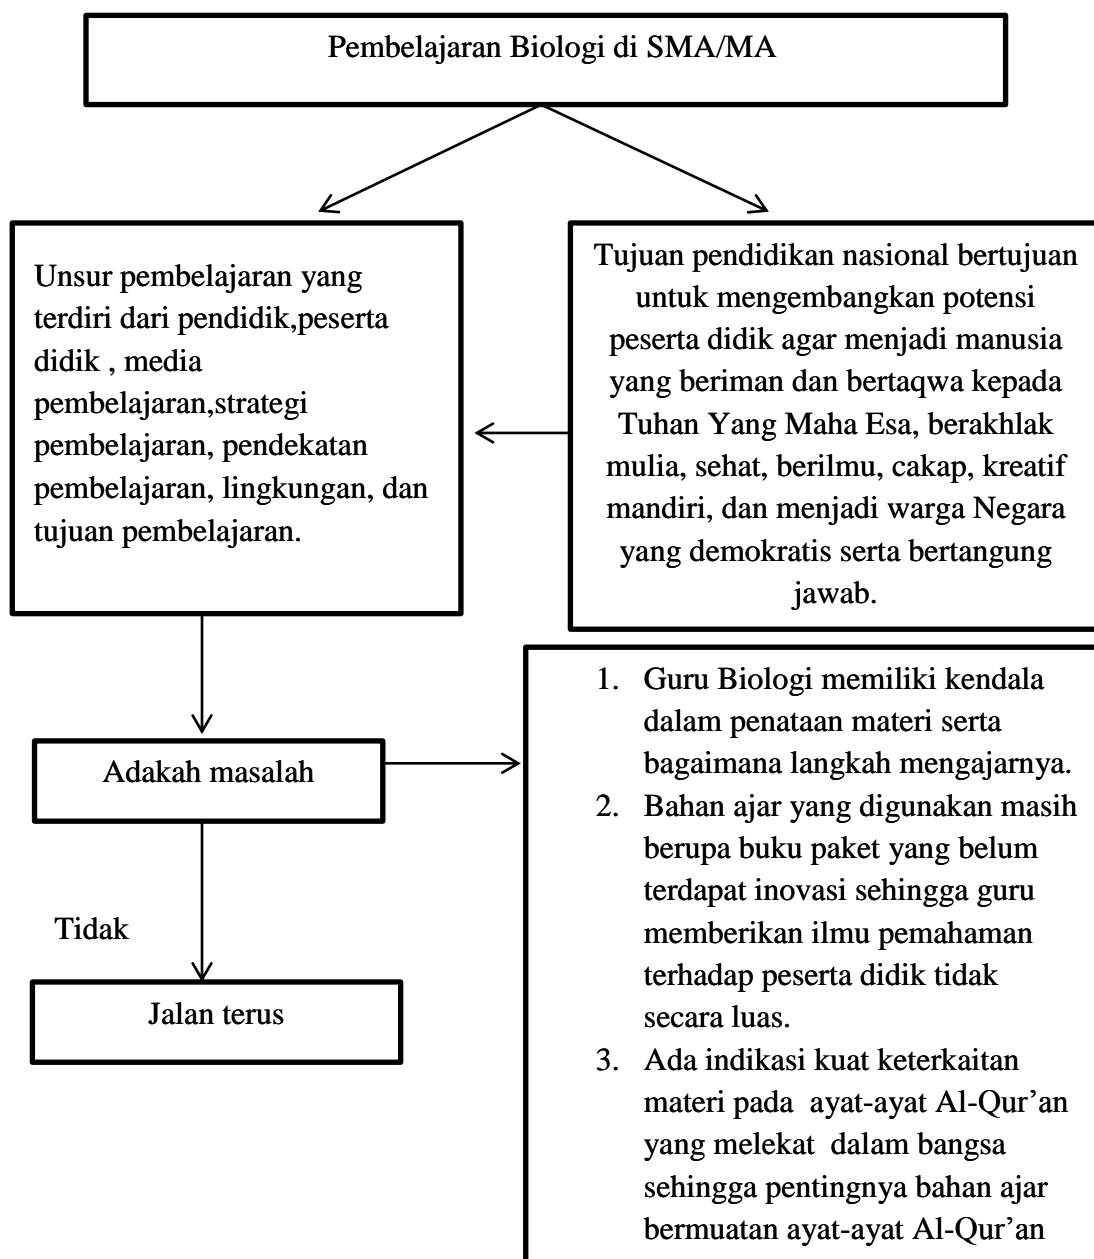 Pembelajaran Biologi di SMA/MA
Unsur pembelajaran yang
terdiri dari pendidik,peserta
didik , media
pembelajaran,strategi
pembelajaran, pendekatan
pembelajaran, lingkungan, dan
tujuan pembelajaran.
Tujuan pendidikan nasional bertujuan
untuk mengembangkan potensi
peserta didik agar menjadi manusia
yang beriman dan bertaqwa kepada
Tuhan Yang Maha Esa, berakhlak
mulia, sehat, berilmu, cakap, kreatif
mandiri, dan menjadi warga Negara
yang demokratis serta bertangung
jawab.
Adakah masalah
Tidak
Jalan terus
1. Guru Biologi memiliki kendala
dalam penataan materi serta
bagaimana langkah mengajarnya.
2. Bahan ajar yang digunakan masih
berupa buku paket yang belum
terdapat inovasi sehingga guru
memberikan ilmu pemahaman
terhadap peserta didik tidak
secara luas.
3. Ada indikasi kuat keterkaitan
materi pada ayat-ayat Al-Qur’an
yang melekat dalam bangsa
sehingga pentingnya bahan ajar
bermuatan ayat-ayat Al-Qur’an